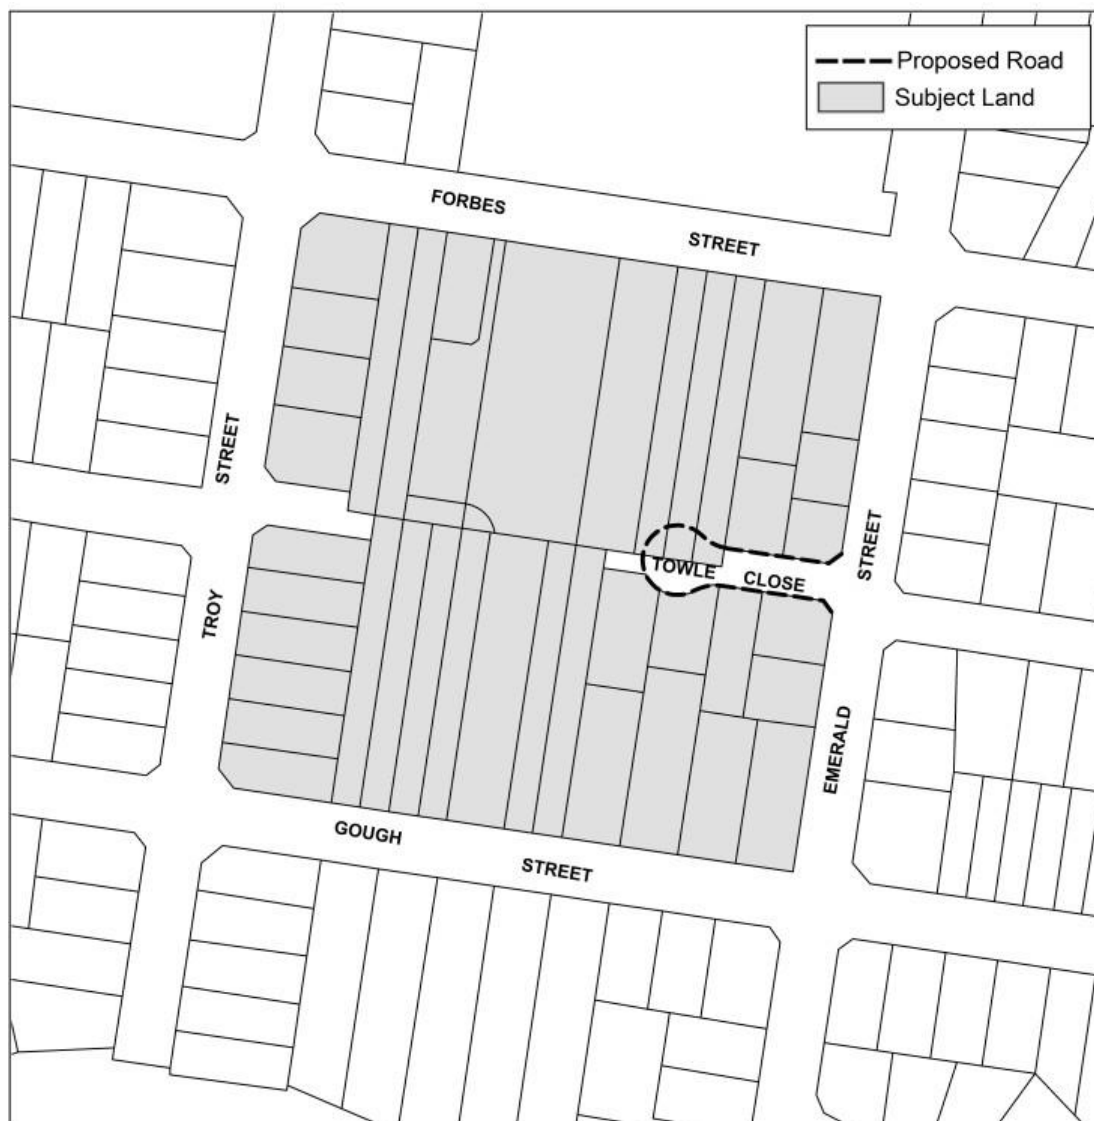 Proposed Road
Subject Land
FORBES
STREET
STREET
STREET
TOWLE
CLOSE
TROY
EMERALD
GOUGH
STREET